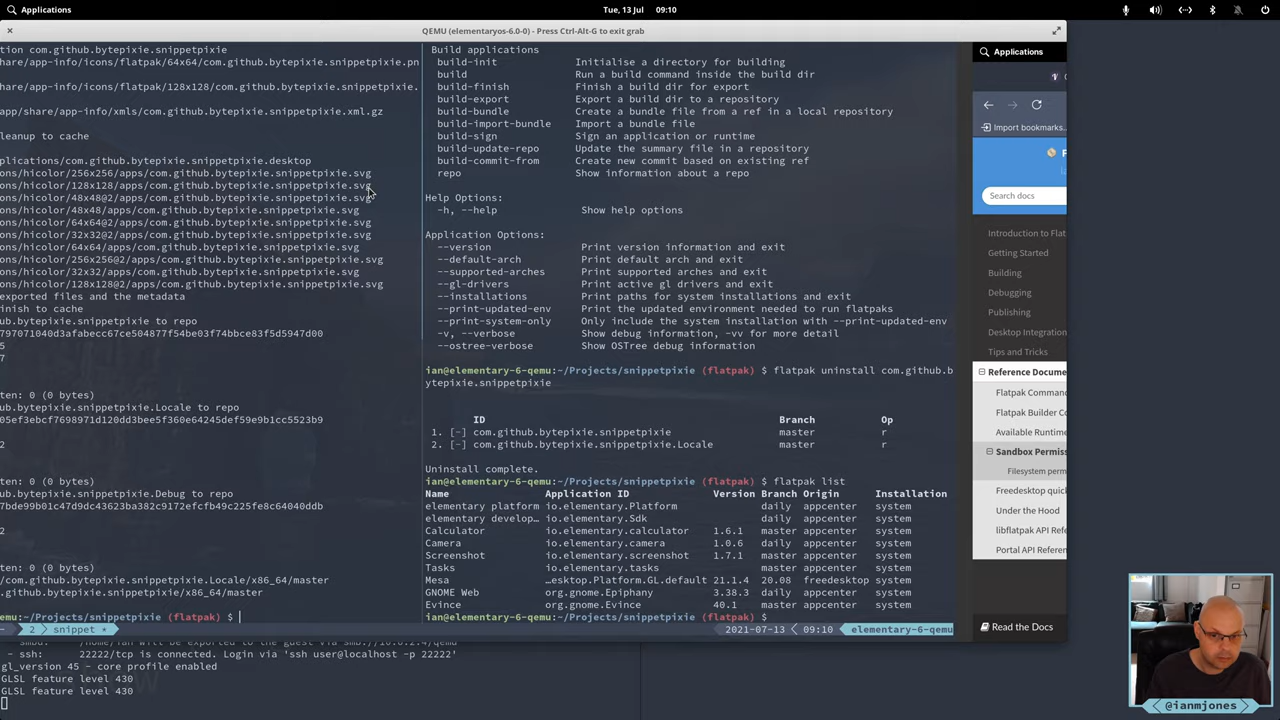 Applications
Tue, 13 Jul 09:10
QEMU (elementaryos-6.0-0) - Press Ctrl-Alt-G to exit grab
tion com.github.bytepixie.snippetpixie
share/app-info/icons/flatpak/64x64/com.github.bytepixie.snippetpixie.pn
share/app-info/icons/flatpak/128x128/com.github.bytepixie.snippetpixie.
app/share/app-info/xmls/com.github.bytepixie.snippetpixie.xml.gz
leanup to cache
plications/com.github.bytepixie.snippetpixie.desktop
ons/hicolor/256x256/apps/com.github.bytepixie.snippetpixie.svg
ons/hicolor/128x128/apps/com.github.bytepixie.snippetpixie.svg
ons/hicolor/48x48@2/apps/com.github.bytepixie.snippetpixie.svg
ons/hicolor/48x48/apps/com.github.bytepixie.snippetpixie.svg
ons/hicolor/64x64@2/apps/com.github.bytepixie.snippetpixie.svg
ons/hicolor/32x32@2/apps/com.github.bytepixie.snippetpixie.svg
ons/hicolor/64x64/apps/com.github.bytepixie.snippetpixie.svg
ons/hicolor/256x256@2/apps/com.github.bytepixie.snippetpixie.svg
ons/hicolor/32x32/apps/com.github.bytepixie.snippetpixie.svg
ons/hicolor/128x128@2/apps/com.github.bytepixie.snippetpixie.svg
exported files and the metadata
inish to cache
ub.bytepixie.snippetpixie to repo
797071040d3afabecc67ce504877f54be03f74bbce83f5d5947d00
5
7
ten: 0 (0 bytes)
ub.bytepixie.snippetpixie.Locale to repo
05ef3ebcf7698971d120dd3bee5f360e64245def59e9b1cc5523b9
2
ten: 0 (0 bytes)
ub.bytepixie.snippetpixie.Debug to repo
7bde99b01c47d9dc43623ba382c9172efcfb49c225fe8c64040ddb
2
ten: 0 (0 bytes)
/com.github.bytepixie.snippetpixie.Locale/x86_64/master
/com.github.bytepixie.snippetpixie/x86_64/master
emu:~/Projects/snippetpixie (flatpak) $
Build applications
build-init Initialise a directory for building
build Run a build command inside the build dir
build-finish Finish a build dir for export
build-export Export a build dir to a repository
build-bundle Create a bundle file from a ref in a local repository
build-import-bundle Import a bundle file
build-sign Sign an application or runtime
build-update-repo Update the summary file in a repository
build-commit-from Create new commit based on existing ref
repo Show information about a repo
Help Options:
-h, --help Show help options
Application Options:
--version Print version information and exit
--default-arch Print default arch and exit
--supported-arches Print supported arches and exit
--gl-drivers Print active gl drivers and exit
--installations Print paths for system installations and exit
--print-updated-env Print the updated environment needed to run flatpaks
--print-system-only Only include the system installation with --print-updated-env
-v, --verbose Show debug information, -vv for more detail
--ostree-verbose Show OSTree debug information
ian@elementary-6-qemu:~/Projects/snippetpixie (flatpak) $ flatpak uninstall com.github.b
ytepixie.snippetpixie
ID Branch Op
1. [-] com.github.bytepixie.snippetpixie master r
2. [-] com.github.bytepixie.snippetpixie.Locale master r
Uninstall complete.
ian@elementary-6-qemu:~/Projects/snippetpixie (flatpak) $ flatpak list
Name Application ID Version Branch Origin Installation
elementary platform io.elementary.Platform daily appcenter system
elementary develop… io.elementary.Sdk daily appcenter system
Calculator io.elementary.calculator 1.6.1 master appcenter system
Camera io.elementary.camera 1.0.6 daily appcenter system
Screenshot io.elementary.screenshot 1.7.1 master appcenter system
Tasks io.elementary.tasks master appcenter system
Mesa …esktop.Platform.GL.default 21.1.4 20.08 freedesktop system
GNOME Web org.gnome.Epiphany 3.38.3 daily appcenter system
Evince org.gnome.Evince 40.1 master appcenter system
ian@elementary-6-qemu:~/Projects/snippetpixie (flatpak) $
~ 2 snippet * 2021-07-13 09:10 elementary-6-qemu
Applications
Import bookmarks...
F
Search docs
Introduction to Flat
Getting Started
Building
Debugging
Publishing
Desktop Integration
Tips and Tricks
Reference Docume
Flatpak Command
Flatpak Builder Co
Available Runtime
Sandbox Permiss
Filesystem perm
Freedesktop quic
Under the Hood
libflatpak API Refe
Portal API Referen
Read the Docs
- ssh: 22222/tcp is connected. Login via 'ssh user@localhost -p 22222'
gl_version 45 - core profile enabled
GLSL feature level 430
GLSL feature level 430
@ianmjones